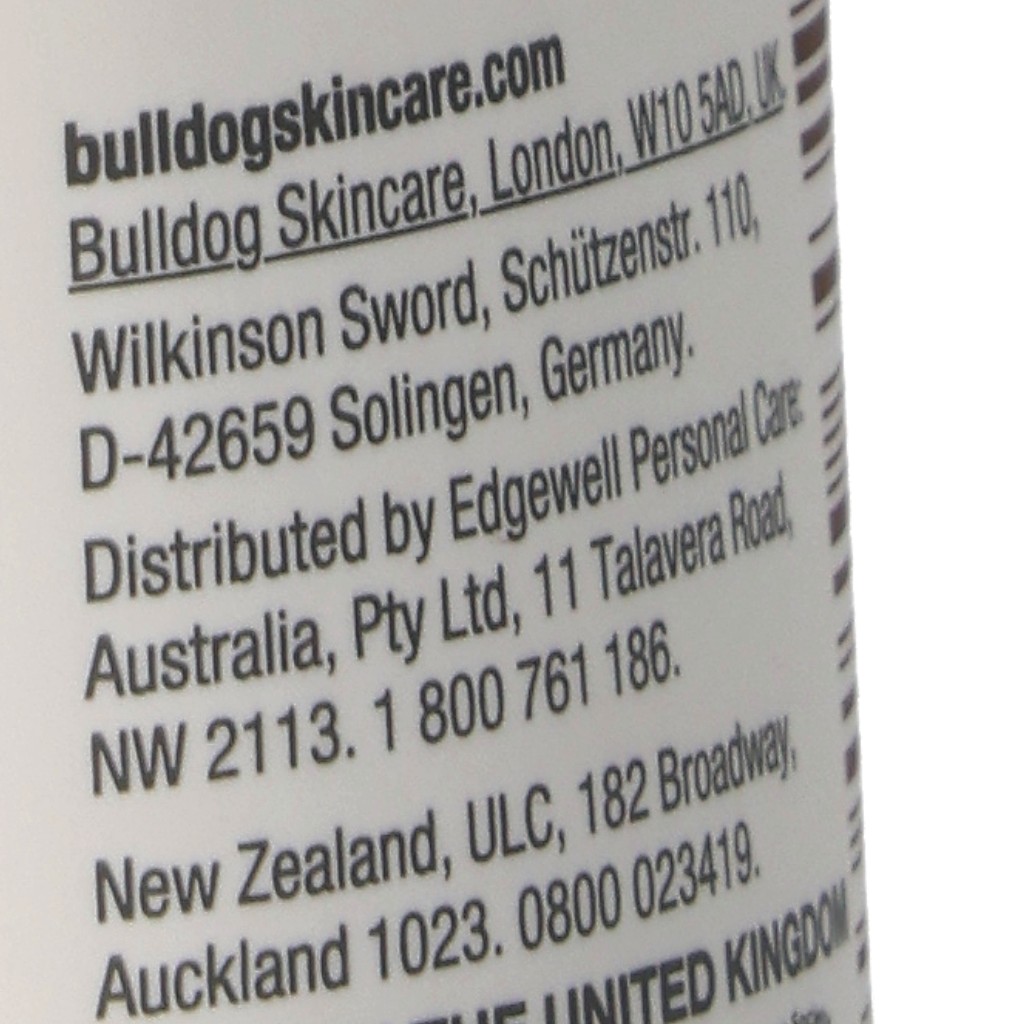 bulldogskincare.com
Bulldog Skincare, London, W10 5AD, UK.
Wilkinson Sword, Schützenstr. 110,
D-42659 Solingen, Germany.
Distributed by Edgewell Personal Care:
Australia, Pty Ltd, 11 Talavera Road,
NW 2113. 1 800 761 186.
New Zealand, ULC, 182 Broadway,
Auckland 1023. 0800 023419.
THE UNITED KINGDOM